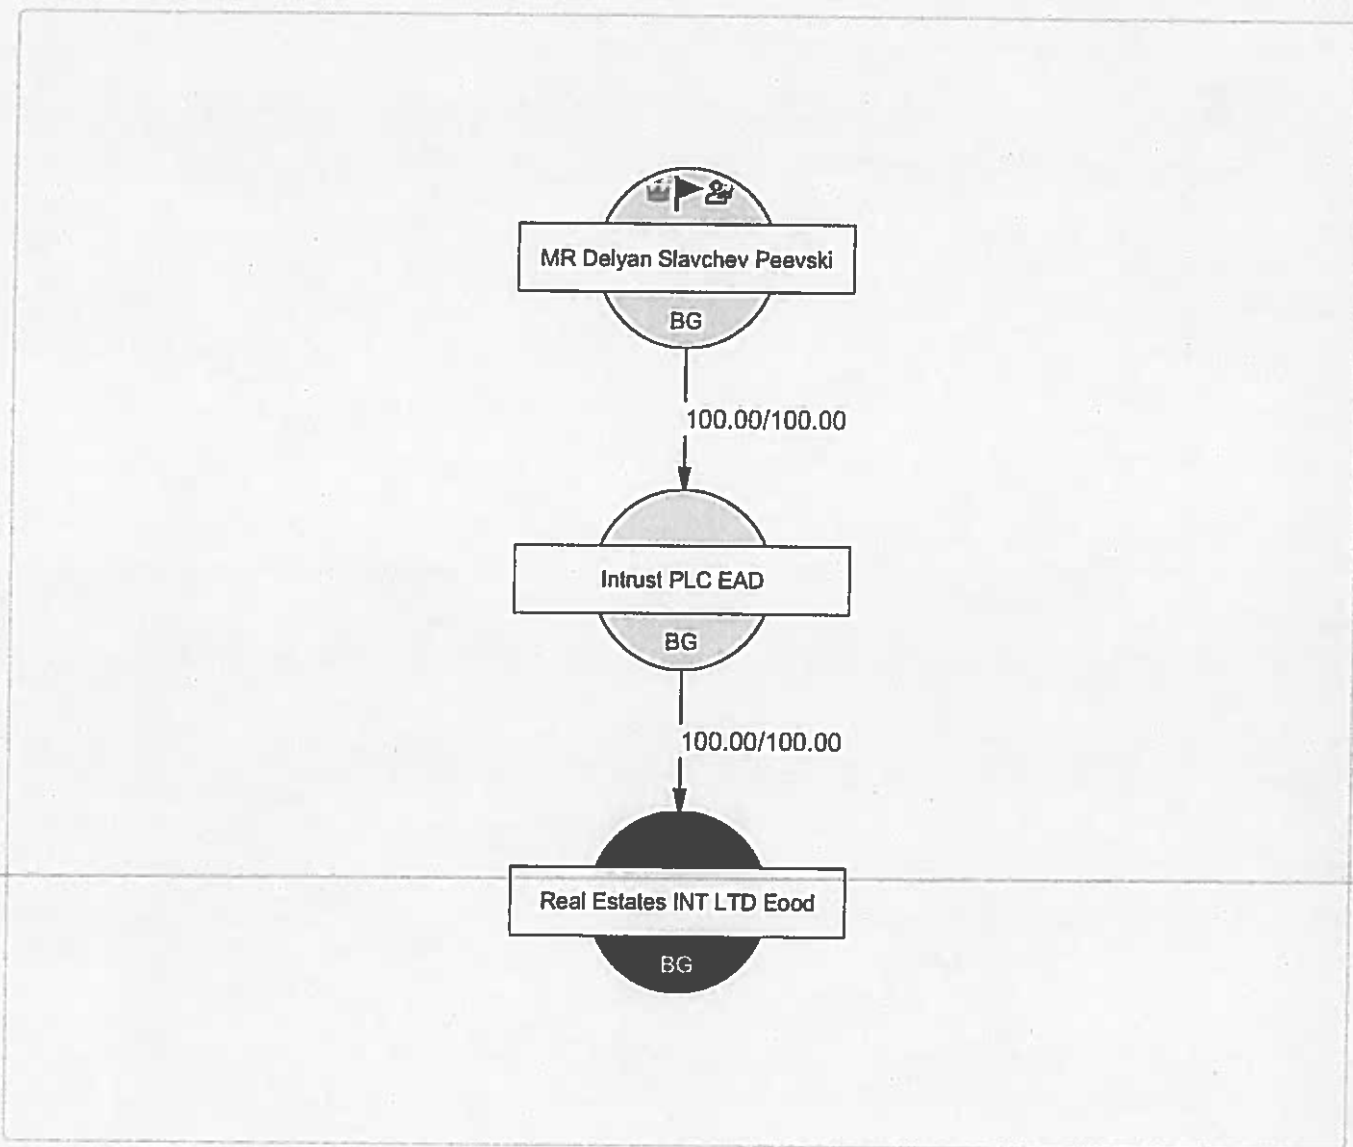 MR Delyan Slavchev Peevski
BG
100.00/100.00
Intrust PLC EAD
BG
100.00/100.00
Real Estates INT LTD Eood
BG